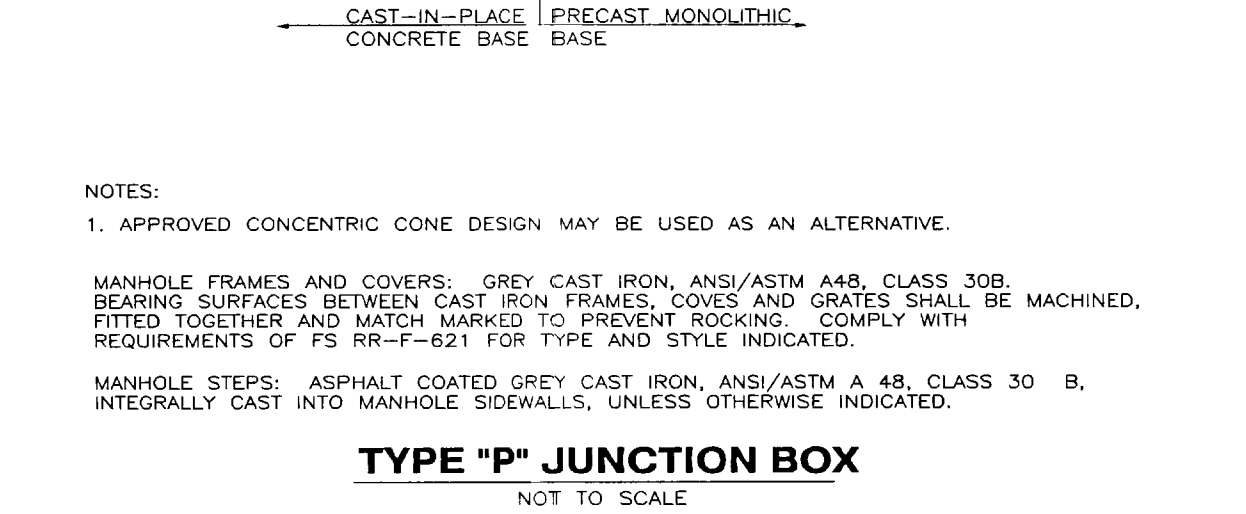 CAST-IN-PLACE PRECAST MONOLITHIC
CONCRETE BASE BASE
NOTES:
1. APPROVED CONCENTRIC CONE DESIGN MAY BE USED AS AN ALTERNATIVE.
MANHOLE FRAMES AND COVERS: GREY CAST IRON, ANSI/ASTM A48, CLASS 30B.
BEARING SURFACES BETWEEN CAST IRON FRAMES, COVES AND GRATES SHALL BE MACHINED,
FITTED TOGETHER AND MATCH MARKED TO PREVENT ROCKING. COMPLY WITH
REQUIREMENTS OF FS RR-F-621 FOR TYPE AND STYLE INDICATED.
MANHOLE STEPS: ASPHALT COATED GREY CAST IRON, ANSI/ASTM A 48, CLASS 30 B,
INTEGRALLY CAST INTO MANHOLE SIDEWALLS, UNLESS OTHERWISE INDICATED.
TYPE "P" JUNCTION BOX
NOT TO SCALE